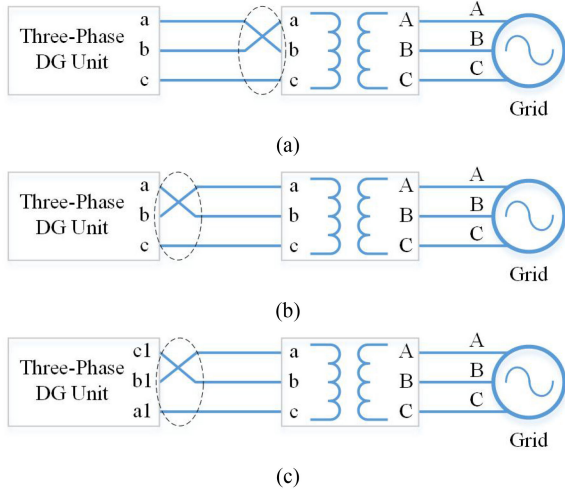 a a A A
Three-Phase
DG Unit
b b B B
c c C C
Grid
(a)
a a A A
Three-Phase
DG Unit
b b B B
c c C C
Grid
(b)
c1 a A A
Three-Phase
DG Unit
b1 b B B
a1 c C C
Grid
(c)